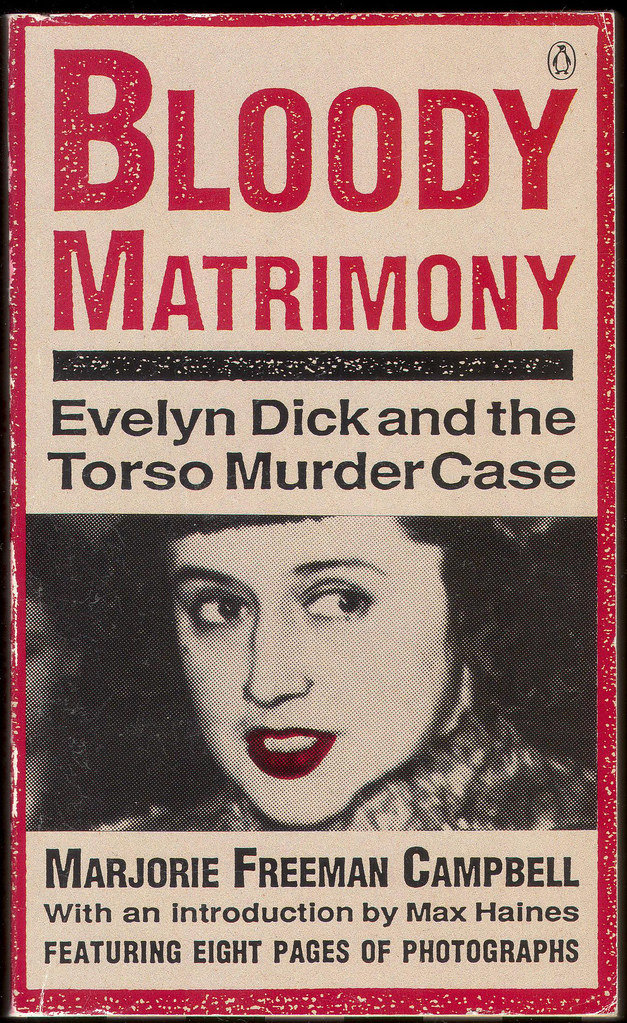 BLOODY
MATRIMONY
Evelyn Dick and the
Torso Murder Case
MARJORIE FREEMAN CAMPBELL
With an introduction by Max Haines
FEATURING EIGHT PAGES OF PHOTOGRAPHS